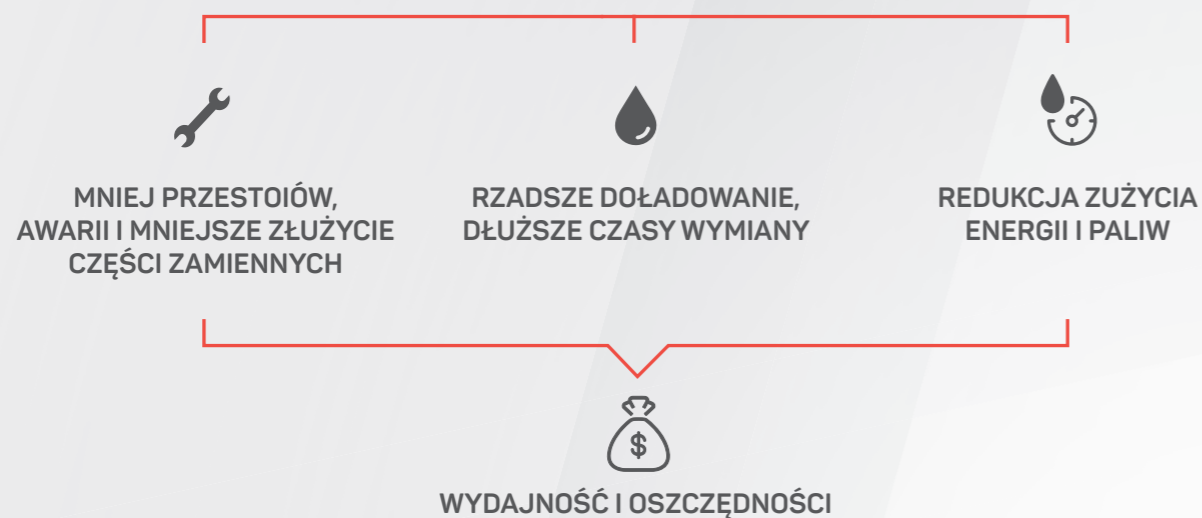 MNIEJ PRZESTOIÓW,
AWARII I MNIEJSZE ZŁUŻYCIE
CZĘŚCI ZAMIENNYCH
RZADSZE DOŁADOWANIE,
DŁUŻSZE CZASY WYMIANY
REDUKCJA ZUŻYCIA
ENERGII I PALIW
$
WYDAJNOŚĆ I OSZCZĘDNOŚCI